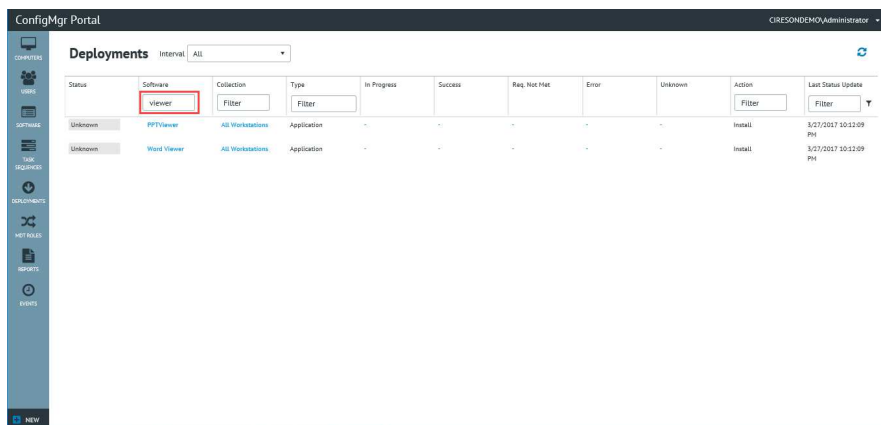 ConfigMgr Portal
CIRESONDEMO\Administrator
COMPUTERS
USERS
SOFTWARE
TASK
SEQUENCES
DEPLOYMENTS
MDT ROLES
REPORTS
EVENTS
NEW
Deployments Interval All
Status Software Collection Type In Progress Success Req. Not Met Error Unknown Action Last Status Update
viewer Filter Filter Filter Filter
Unknown PPTViewer All Workstations Application - - - - - Install 3/27/2017 10:12:09
PM
Unknown Word Viewer All Workstations Application - - - - - Install 3/27/2017 10:12:09
PM